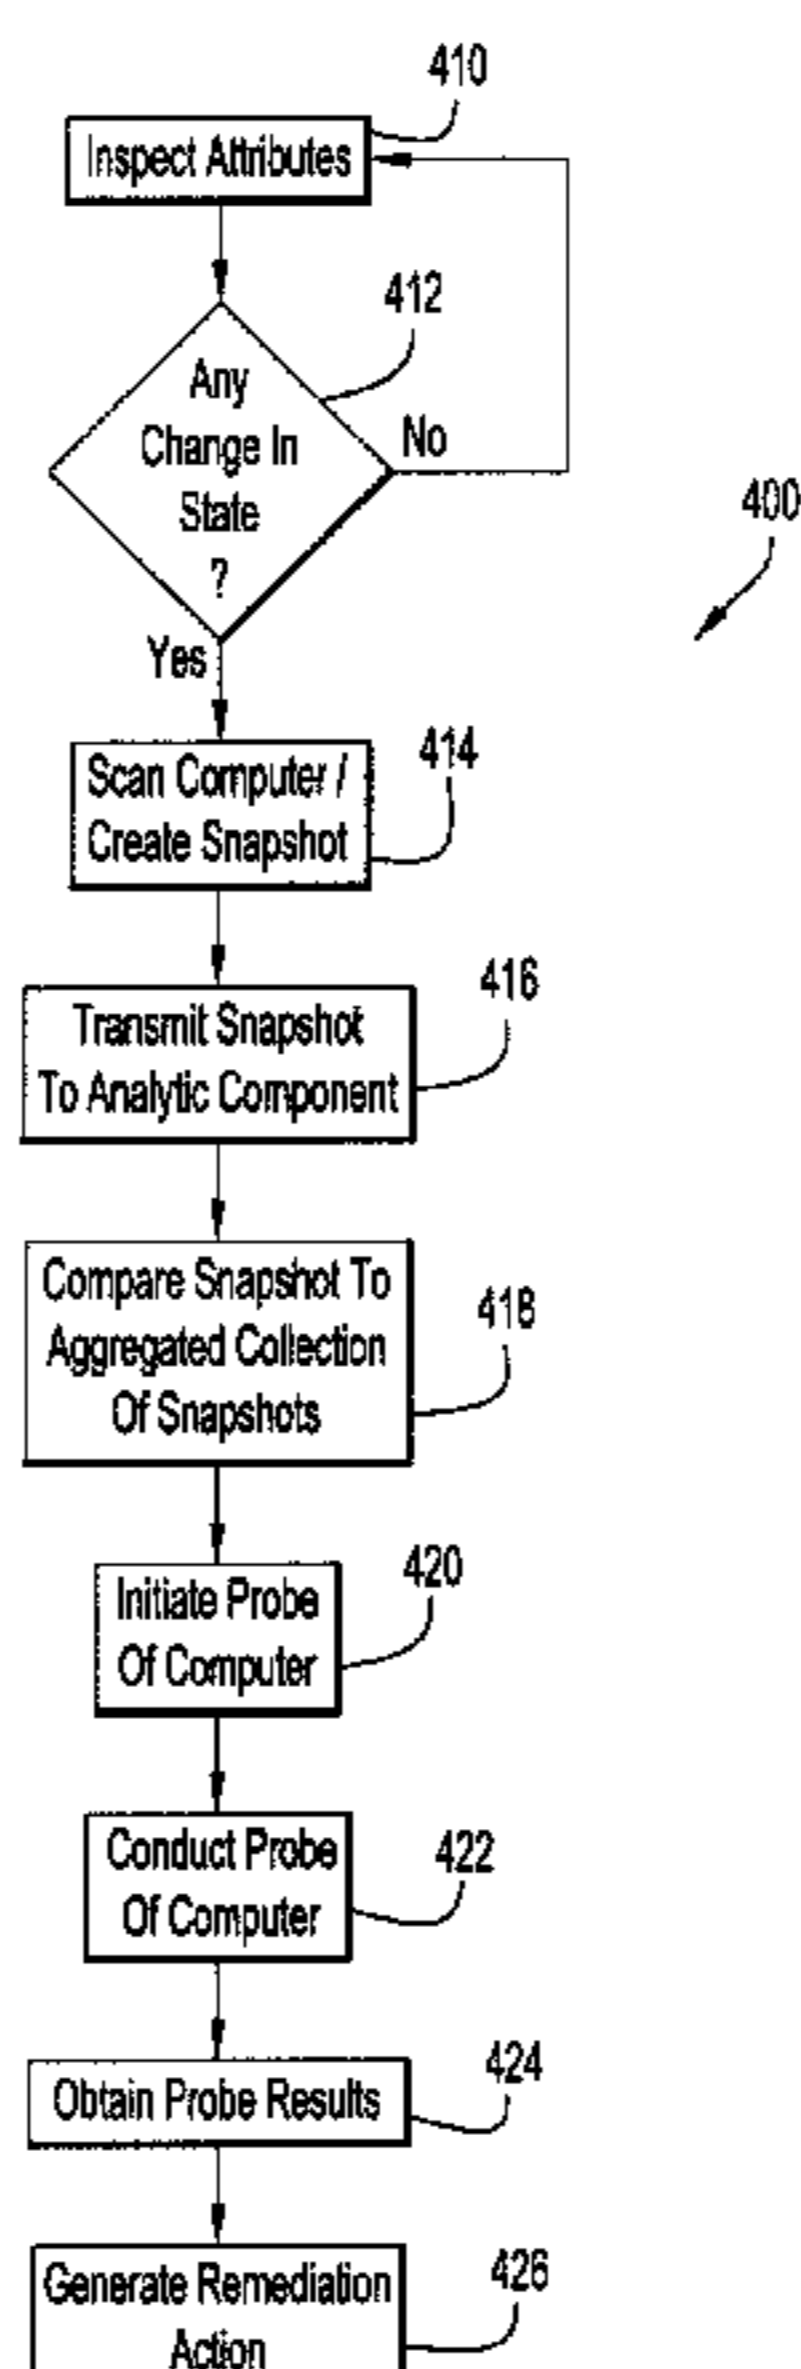 410
Inspect Attributes
412
Any
Change In
State
?
No
400
Yes
414
Scan Computer /
Create Snapshot
416
Transmit Snapshot
To Analytic Component
418
Compare Snapshot To
Aggregated Collection
Of Snapshots
420
Initiate Probe
Of Computer
422
Conduct Probe
Of Computer
424
Obtain Probe Results
426
Generate Remediation
Action